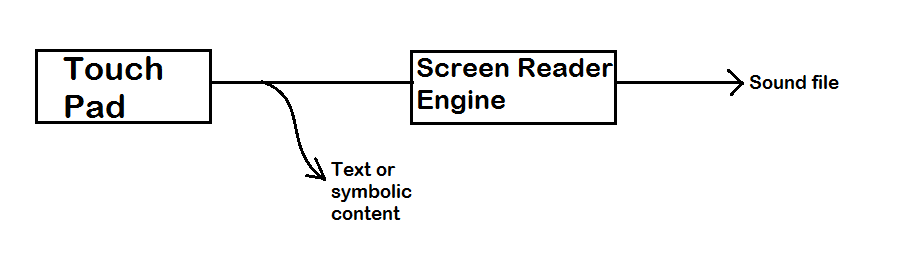 Touch
Pad
Screen Reader
Engine
Sound file
Text or
symbolic
content